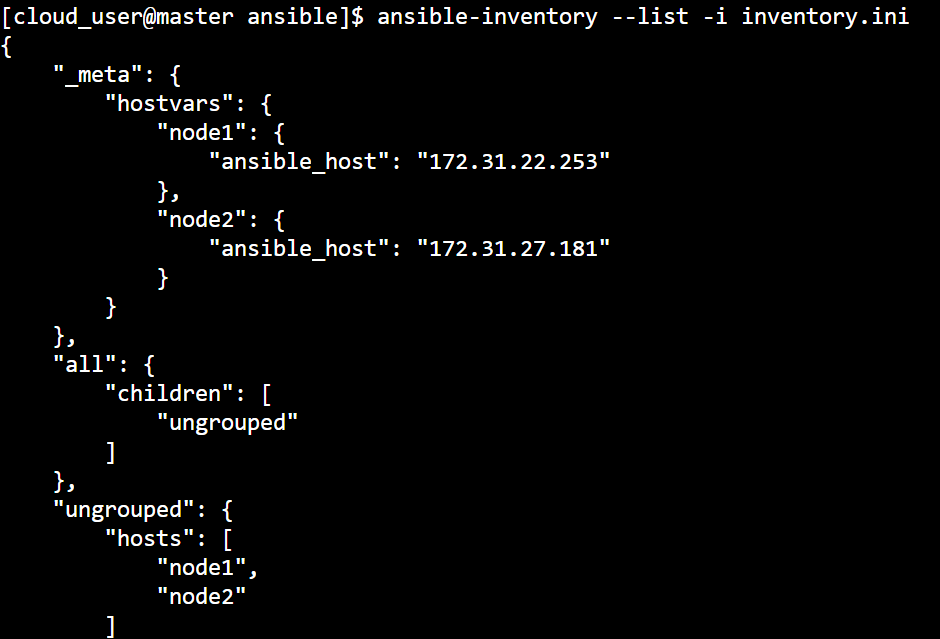 [cloud_user@master ansible]$ ansible-inventory --list -i inventory.ini
{
    "_meta": {
        "hostvars": {
            "node1": {
                "ansible_host": "172.31.22.253"
            },
            "node2": {
                "ansible_host": "172.31.27.181"
            }
        }
    },
    "all": {
        "children": [
            "ungrouped"
        ]
    },
    "ungrouped": {
        "hosts": [
            "node1",
            "node2"
        ]